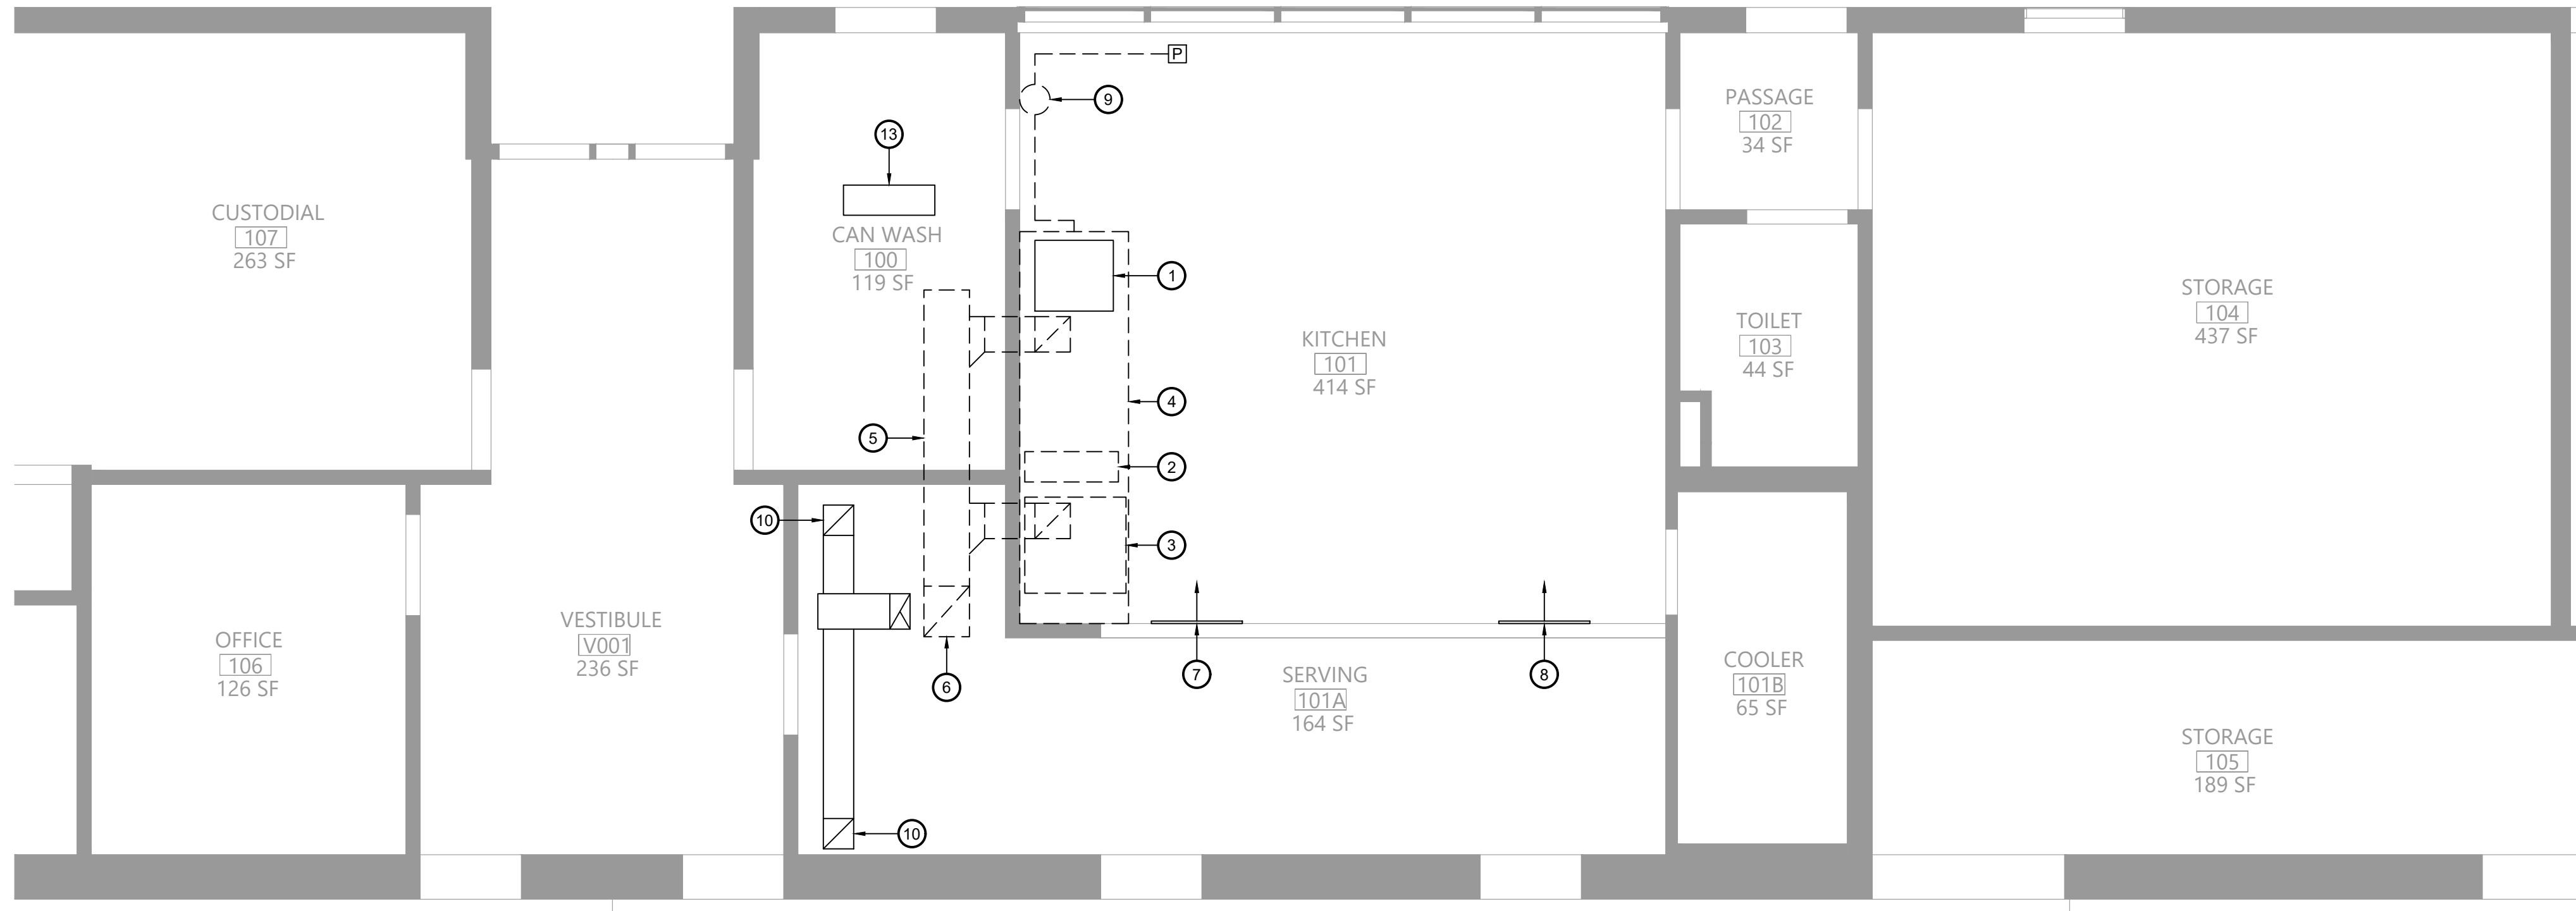 P
9
PASSAGE
102
34 SF
13
CUSTODIAL
107
263 SF
CAN WASH
100
119 SF
1
STORAGE
104
437 SF
TOILET
103
44 SF
KITCHEN
101
414 SF
4
5
2
10
3
VESTIBULE
V001
236 SF
OFFICE
106
126 SF
6
7
8
SERVING
101A
164 SF
COOLER
101B
65 SF
STORAGE
105
189 SF
10